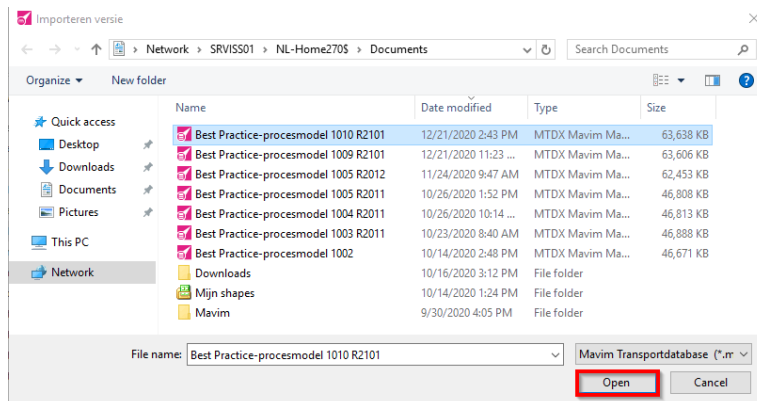 Importeren versie
Network > SRVISS01 > NL-Home270$ > Documents
Search Documents
Organize
New folder
Name Date modified Type Size
Quick access
Desktop
Downloads
Documents
Pictures
This PC
Network
Best Practice-procesmodel 1010 R2101 12/21/2020 2:43 PM MTDX Mavim Ma... 63,638 KB
Best Practice-procesmodel 1009 R2101 12/21/2020 11:23 ... MTDX Mavim Ma... 63,606 KB
Best Practice-procesmodel 1005 R2012 11/24/2020 9:47 AM MTDX Mavim Ma... 62,453 KB
Best Practice-procesmodel 1005 R2011 10/26/2020 1:52 PM MTDX Mavim Ma... 46,808 KB
Best Practice-procesmodel 1004 R2011 10/26/2020 10:14 ... MTDX Mavim Ma... 46,813 KB
Best Practice-procesmodel 1003 R2011 10/23/2020 8:40 AM MTDX Mavim Ma... 46,888 KB
Best Practice-procesmodel 1002 10/14/2020 2:48 PM MTDX Mavim Ma... 46,671 KB
Downloads 10/16/2020 3:12 PM File folder
Mijn shapes 10/14/2020 1:24 PM File folder
Mavim 9/30/2020 4:05 PM File folder
File name: Best Practice-procesmodel 1010 R2101
Mavim Transportdatabase (*.m
Open
Cancel